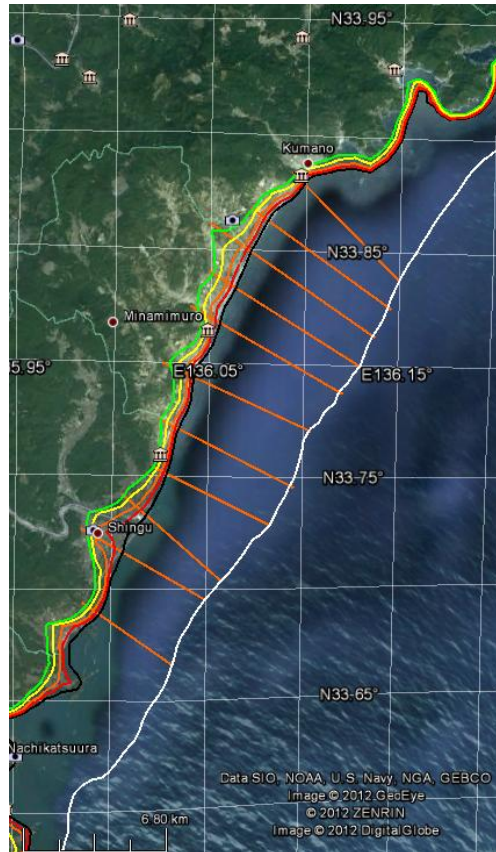 N33.95°
Kumano
N33.85°
Minamimuro
5.95°
E136.05°
E136.15°
N33.75°
Shingu
N33.65°
Nachikatsuura
Data SIO, NOAA, U.S. Navy, NGA, GEBCO
Image © 2012 GeoEye
© 2012 ZENRIN
Image © 2012 DigitalGlobe
6.80 km